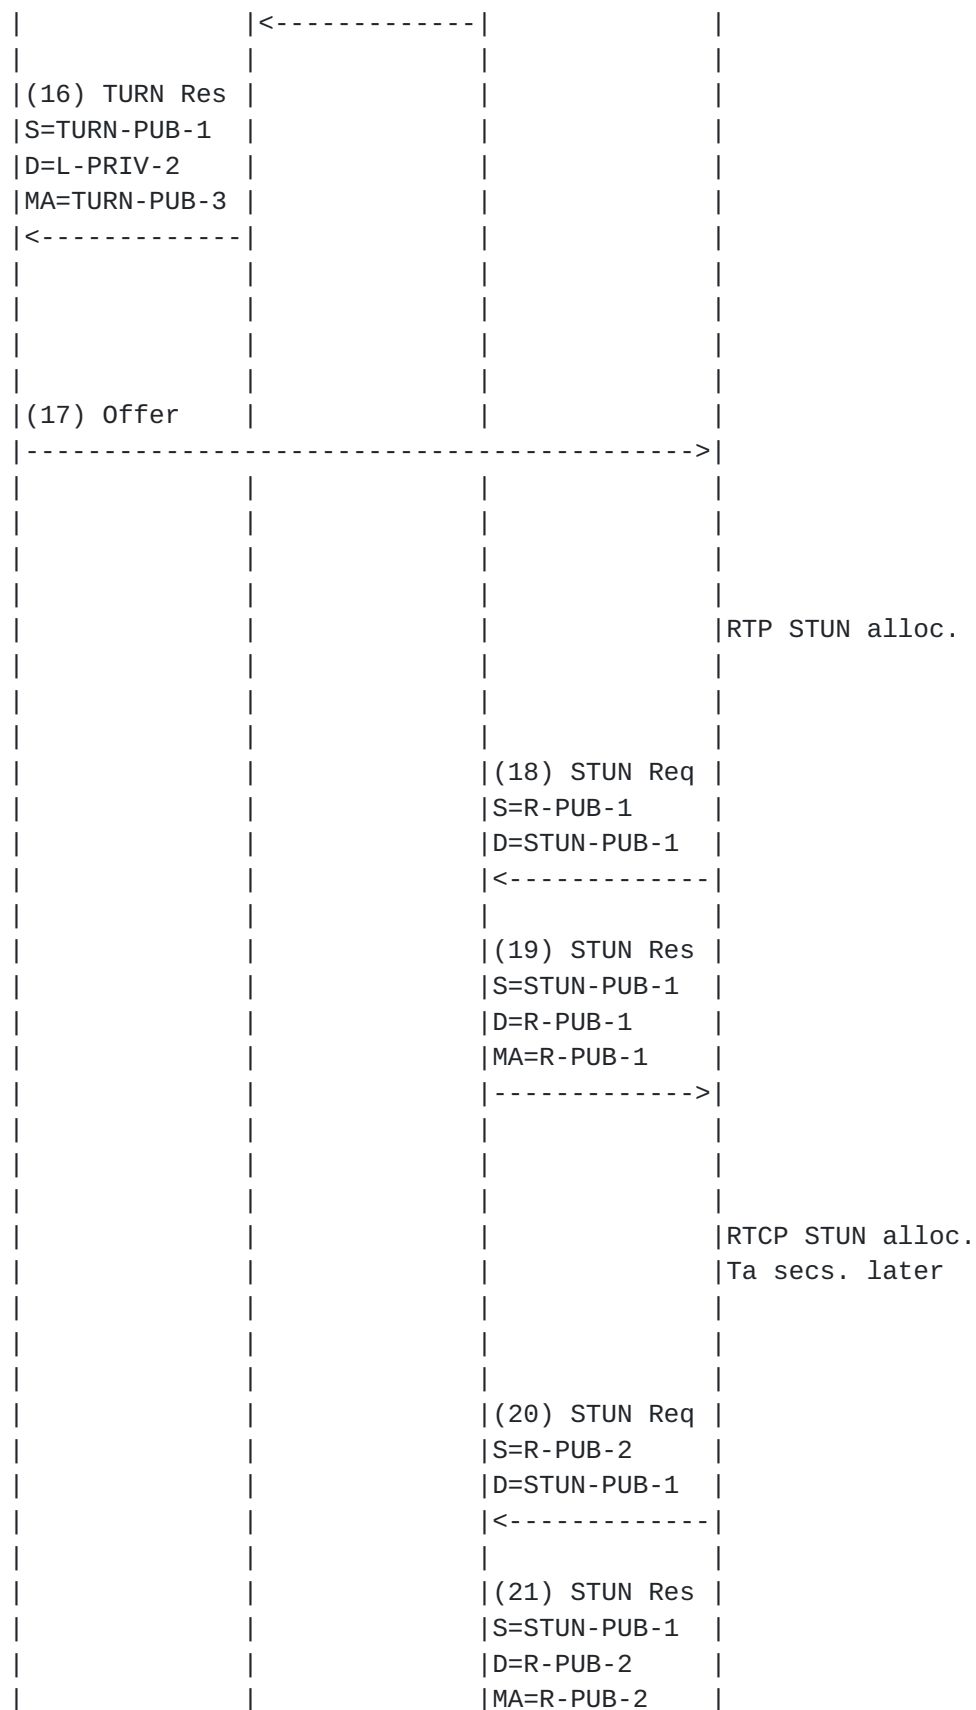 |              |<-------------|              |
|              |              |              |
|(16) TURN Res |              |              |
|S=TURN-PUB-1  |              |              |
|D=L-PRIV-2    |              |              |
|MA=TURN-PUB-3 |              |              |
|<-------------|              |              |
|              |              |              |
|              |              |              |
|              |              |              |
|              |              |              |
|(17) Offer    |              |              |
|------------------------------------------->|
|              |              |              |
|              |              |              |
|              |              |              |
|              |              |              |
|              |              |              |RTP STUN alloc.
|              |              |              |
|              |              |              |
|              |              |              |
|              |              |(18) STUN Req |
|              |              |S=R-PUB-1     |
|              |              |D=STUN-PUB-1  |
|              |              |<-------------|
|              |              |              |
|              |              |(19) STUN Res |
|              |              |S=STUN-PUB-1  |
|              |              |D=R-PUB-1     |
|              |              |MA=R-PUB-1    |
|              |              |------------->|
|              |              |              |
|              |              |              |
|              |              |              |
|              |              |              |RTCP STUN alloc.
|              |              |              |Ta secs. later
|              |              |              |
|              |              |              |
|              |              |              |
|              |              |(20) STUN Req |
|              |              |S=R-PUB-2     |
|              |              |D=STUN-PUB-1  |
|              |              |<-------------|
|              |              |              |
|              |              |(21) STUN Res |
|              |              |S=STUN-PUB-1  |
|              |              |D=R-PUB-2     |
|              |              |MA=R-PUB-2    |